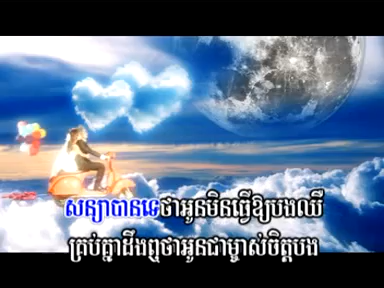 សន្យាបានទេថាអូនមិនធ្វើឱ្យបងឈឺ
គ្រប់គ្នាដឹងឮថាអូនជាម្ចាស់ចិត្តបង